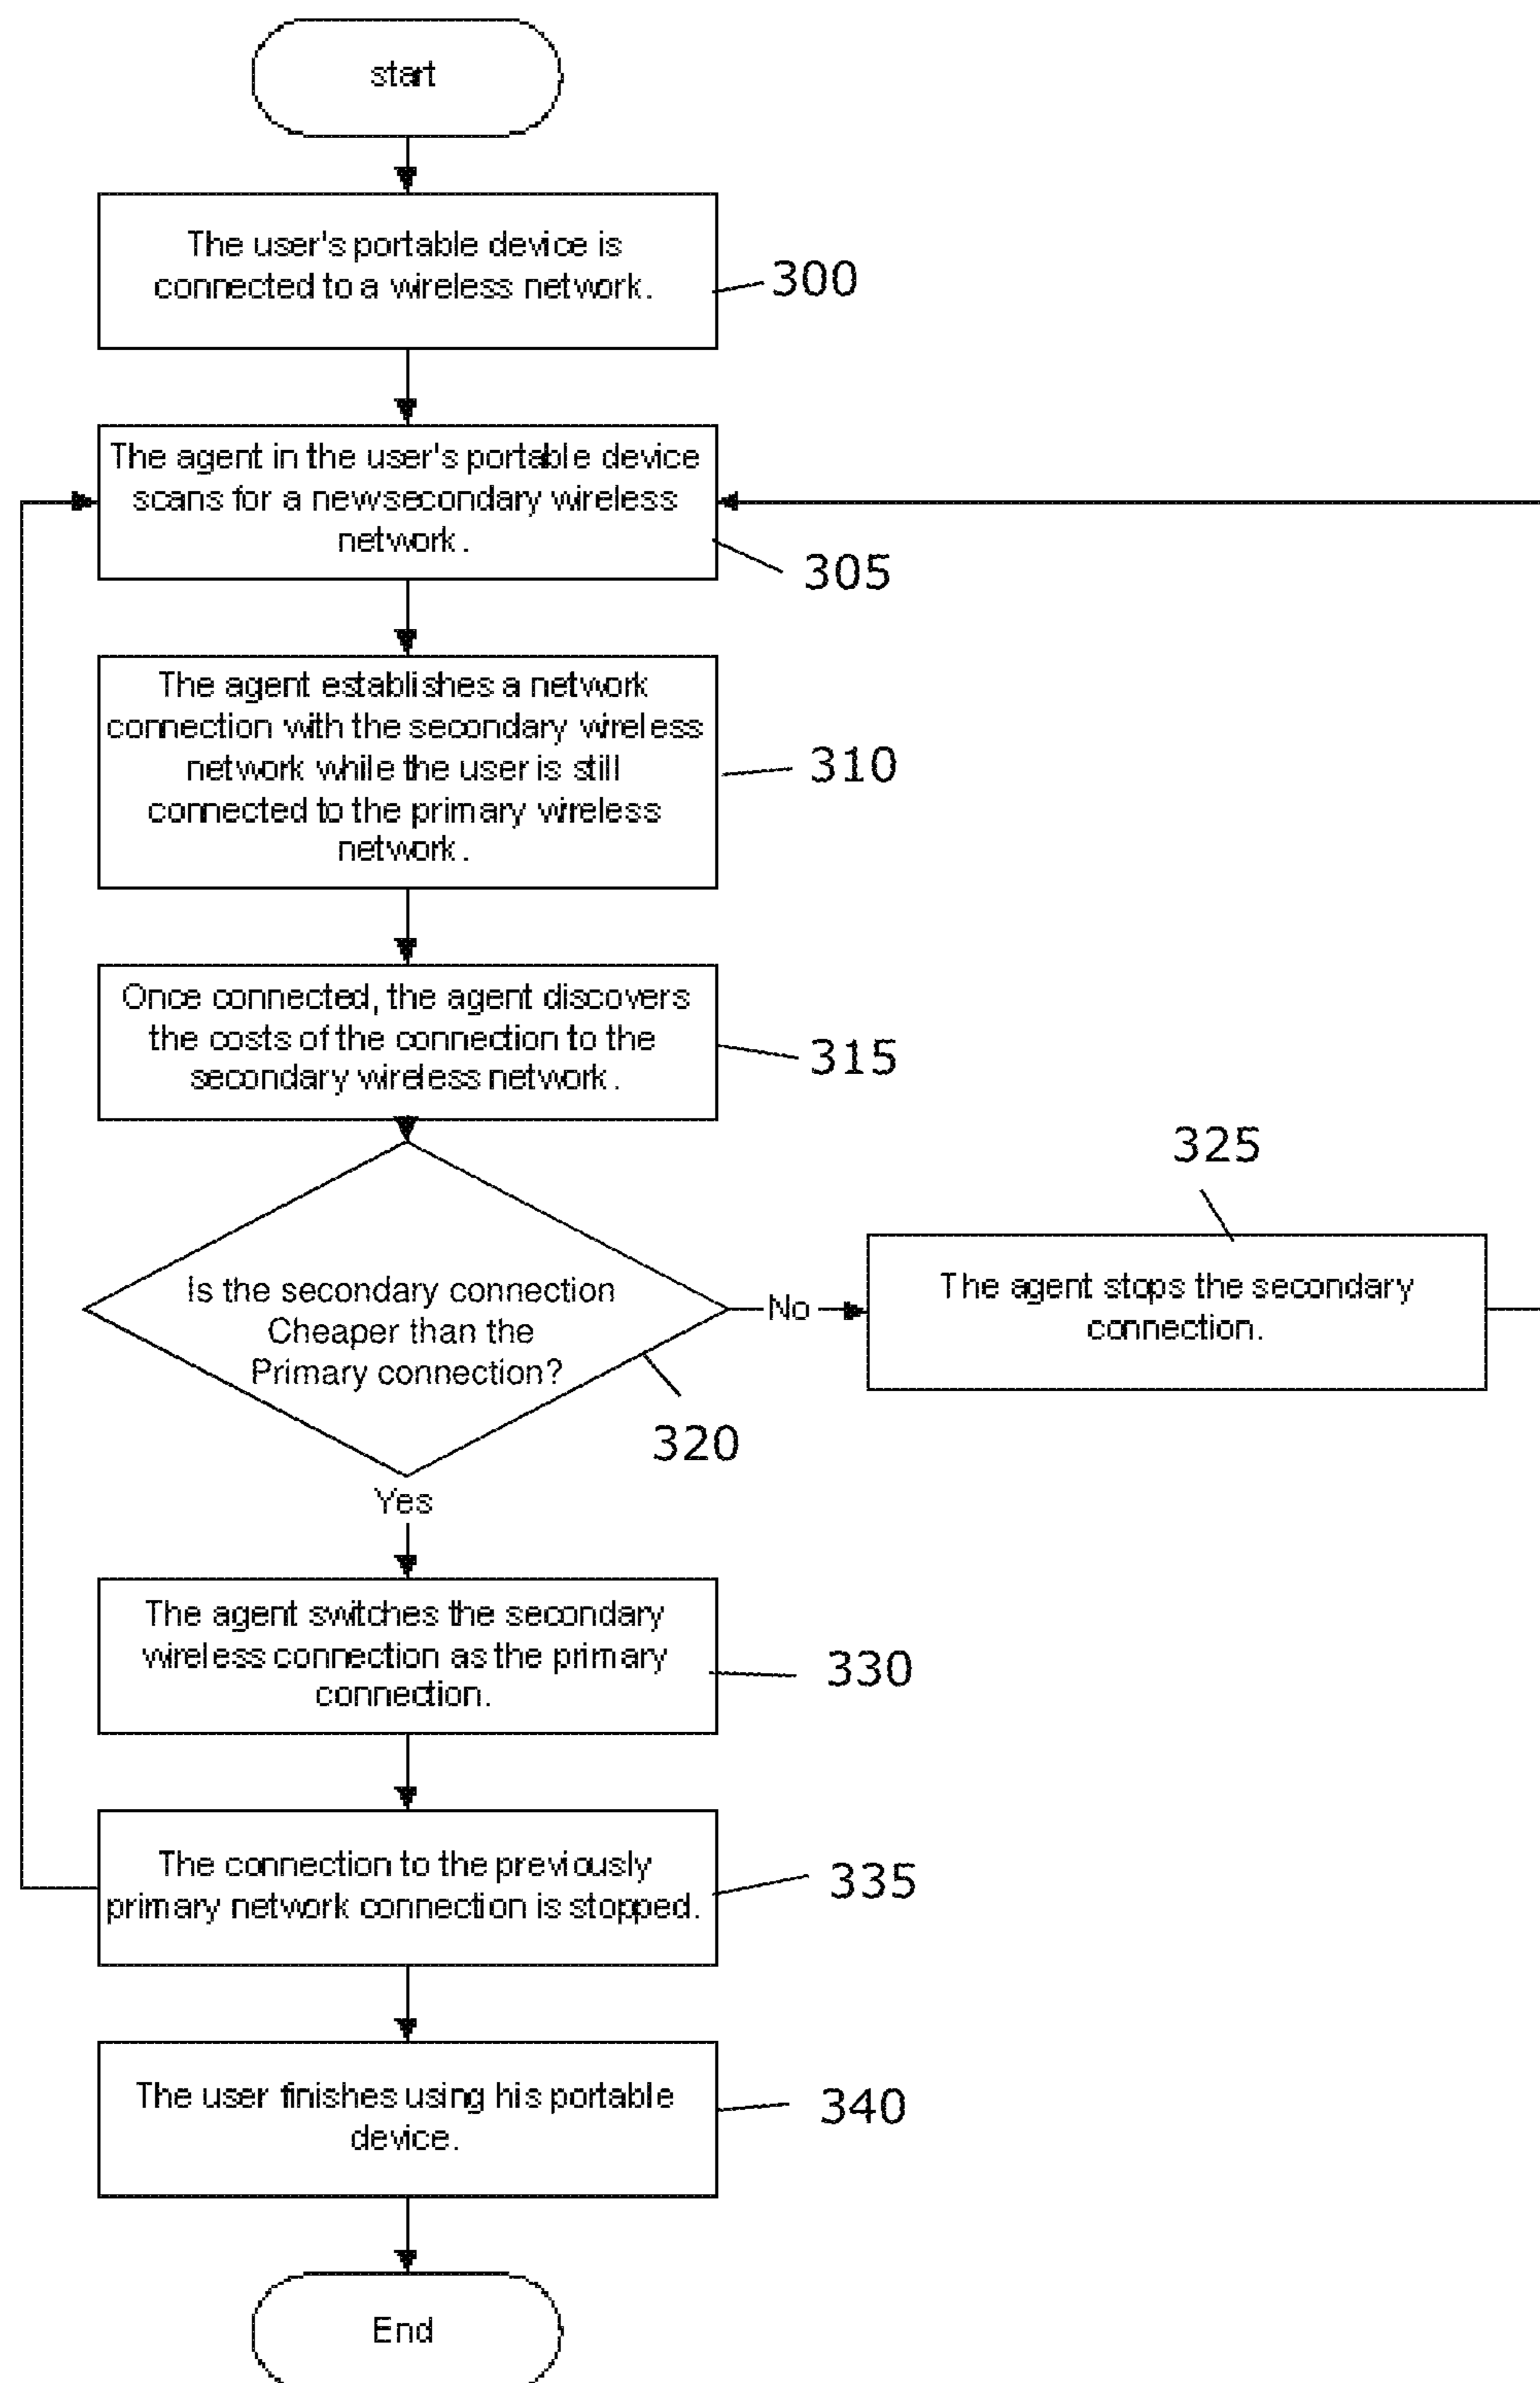 start
The user's portable device is
connected to a wireless network.
300
The agent in the user's portable device
scans for a new secondary wireless
network.
305
The agent establishes a network
connection with the secondary wireless
network while the user is still
connected to the primary wireless
network.
310
Once connected, the agent discovers
the costs of the connection to the
secondary wireless network.
315
Is the secondary connection
Cheaper than the
Primary connection?
320
No
325
The agent stops the secondary
connection.
Yes
The agent switches the secondary
wireless connection as the primary
connection.
330
The connection to the previously
primary network connection is stopped.
335
The user finishes using his portable
device.
340
End